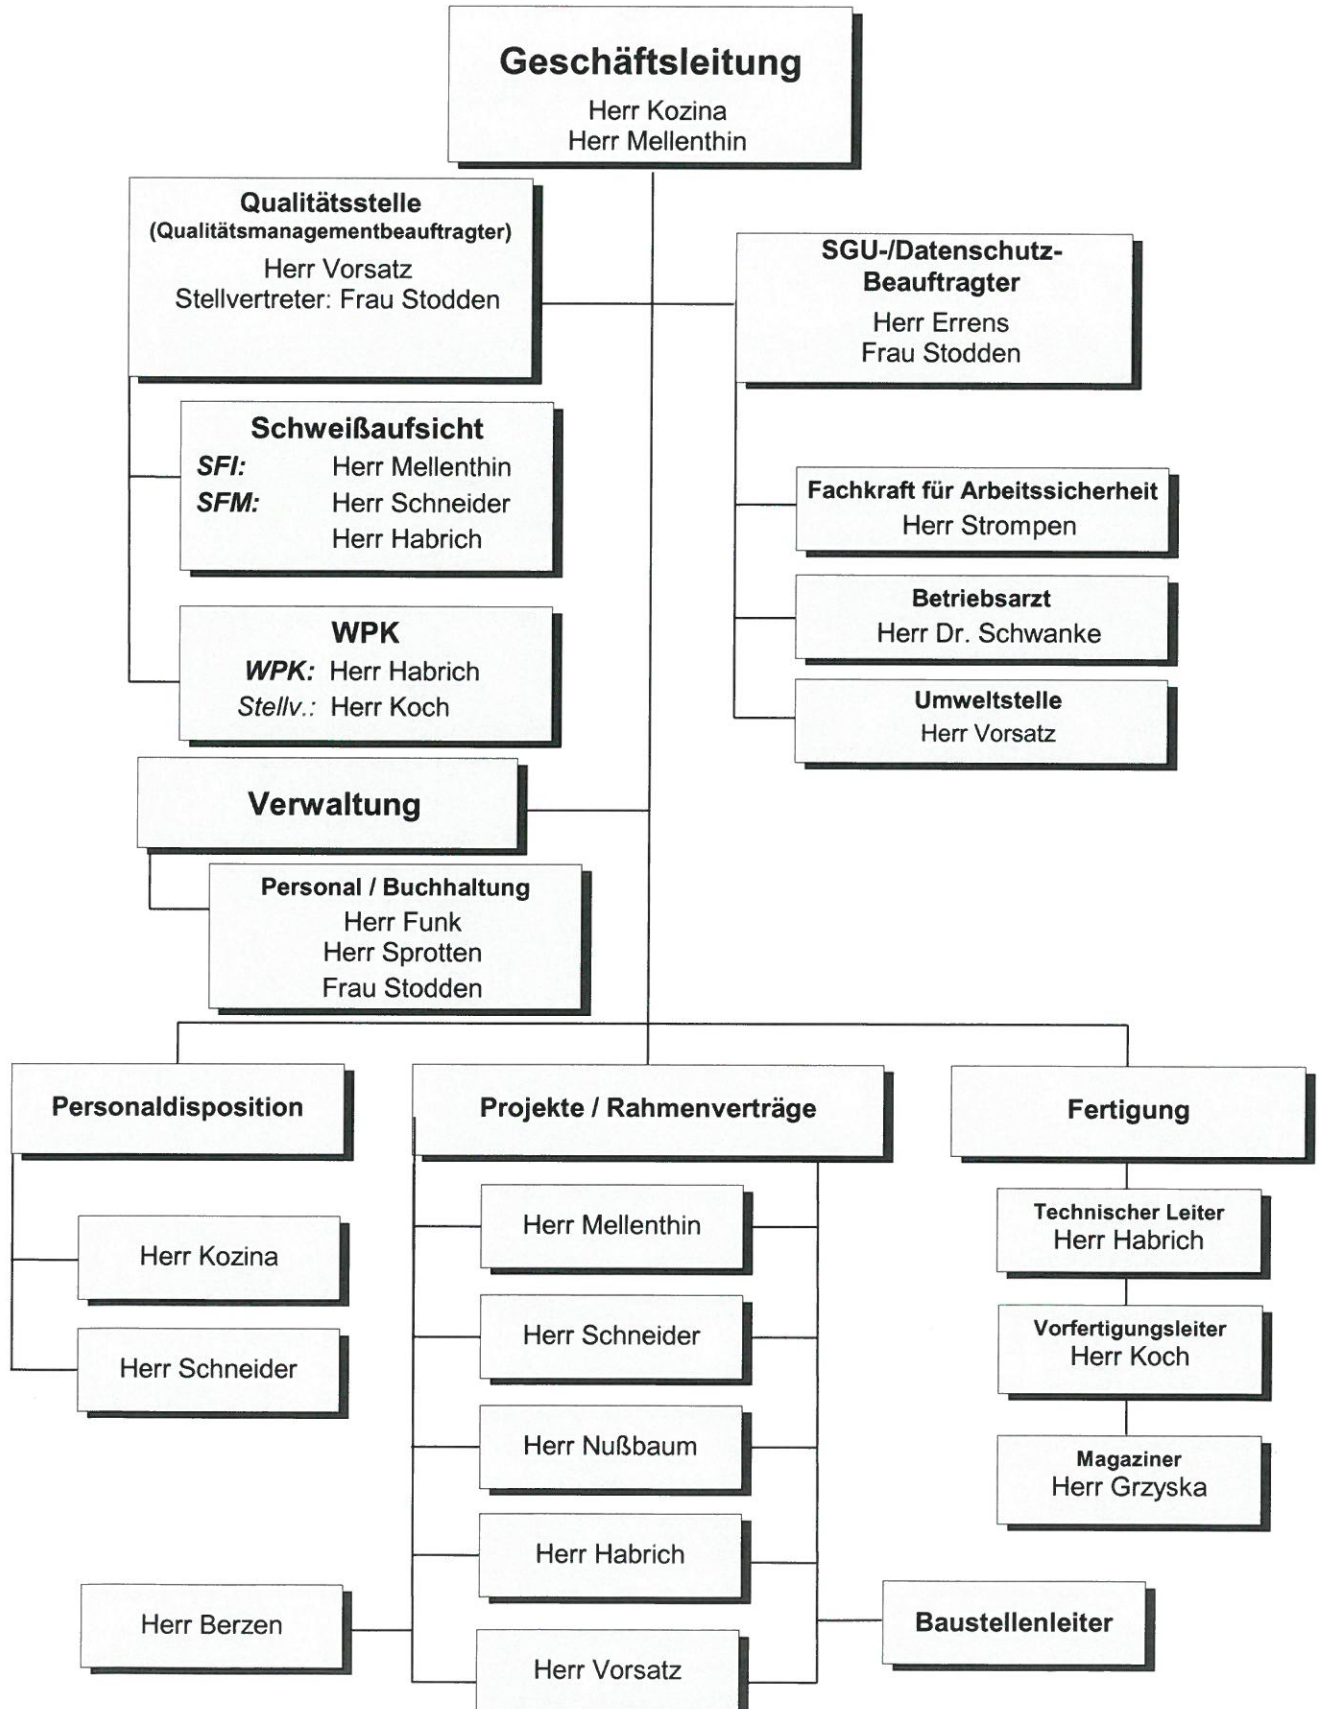 Geschäftsleitung
Herr Kozina
Herr Mellenthin
Qualitätsstelle
(Qualitätsmanagementbeauftragter)
Herr Vorsatz
Stellvertreter: Frau Stodden
SGU-/Datenschutz-
Beauftragter
Herr Errens
Frau Stodden
Schweißaufsicht
SFI: Herr Mellenthin
SFM: Herr Schneider
Herr Habrich
Fachkraft für Arbeitssicherheit
Herr Strompen
Betriebsarzt
Herr Dr. Schwanke
WPK
WPK: Herr Habrich
Stellv.: Herr Koch
Umweltstelle
Herr Vorsatz
Verwaltung
Personal / Buchhaltung
Herr Funk
Herr Sprotten
Frau Stodden
Personaldisposition
Herr Kozina
Herr Schneider
Projekte / Rahmenverträge
Herr Mellenthin
Herr Schneider
Herr Nußbaum
Herr Habrich
Herr Vorsatz
Herr Berzen
Baustellenleiter
Fertigung
Technischer Leiter
Herr Habrich
Vorfertigungsleiter
Herr Koch
Magaziner
Herr Grzyska